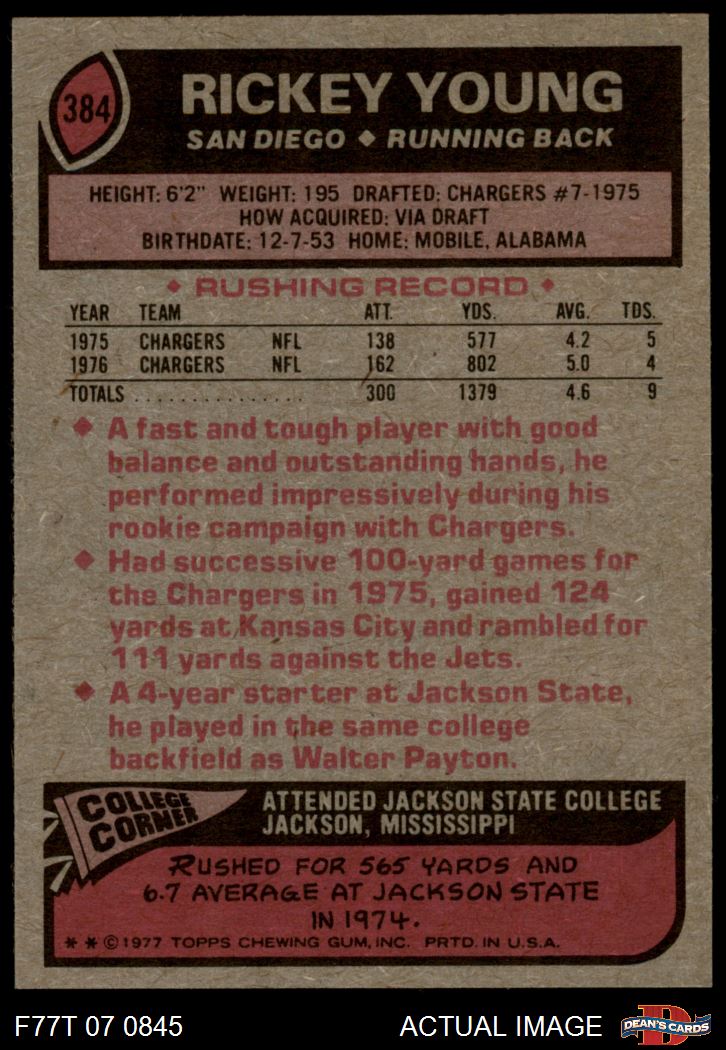 384
RICKEY YOUNG
SAN DIEGO ◆ RUNNING BACK
HEIGHT: 6'2" WEIGHT: 195 DRAFTED: CHARGERS #7-1975
HOW ACQUIRED: VIA DRAFT
BIRTHDATE: 12-7-53 HOME: MOBILE, ALABAMA
◆ RUSHING RECORD ◆
YEAR TEAM ATT. YDS. AVG. TDS.
1975 CHARGERS NFL 138 577 4.2 5
1976 CHARGERS NFL 162 802 5.0 4
TOTALS . . . . . . . . . . . . . . . 300 1379 4.6 9
◆ A fast and tough player with good
balance and outstanding hands, he
performed impressively during his
rookie campaign with Chargers.
◆ Had successive 100-yard games for
the Chargers in 1975, gained 124
yards at Kansas City and rambled for
111 yards against the Jets.
◆ A 4-year starter at Jackson State,
he played in the same college
backfield as Walter Payton.
COLLEGE
CORNER
ATTENDED JACKSON STATE COLLEGE
JACKSON, MISSISSIPPI
RUSHED FOR 565 YARDS AND
6.7 AVERAGE AT JACKSON STATE
IN 1974.
* * © 1977 TOPPS CHEWING GUM, INC. PRTD. IN U.S.A.
F77T 07 0845
ACTUAL IMAGE
D
DEAN'S CARDS